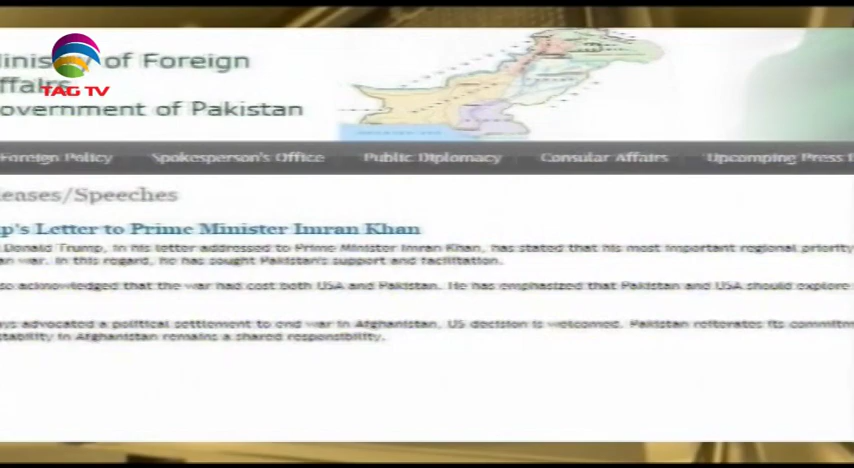 Minis y of Foreign
ffairs
TAG TV
overnment of Pakistan
Foreign Policy Spokesperson's Office Public Diplomacy Consular Affairs Upcomping Press
eases/Speeches
p's Letter to Prime Minister Imran Khan
Donald Trump, in his letter addressed to Prime Minister Imran Khan, has stated that his most important regional priority
an war. In this regard, he has sought Pakistan's support and facilitation.
so acknowledged that the war had cost both USA and Pakistan. He has emphasized that Pakistan and USA should explore
ys advocated a political settlement to end war in Afghanistan, US decision is welcomed. Pakistan reiterates its commitm
stability in Afghanistan remains a shared responsibility.